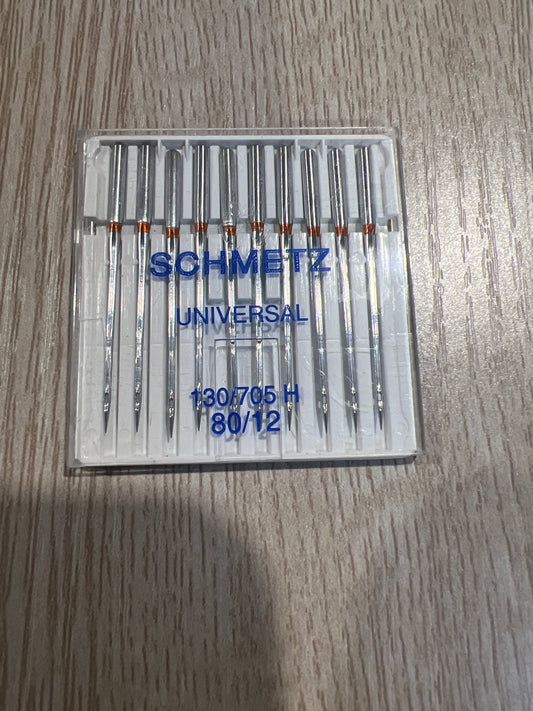 SCHMETZ
UNIVERSAL
130/705 H
80/12